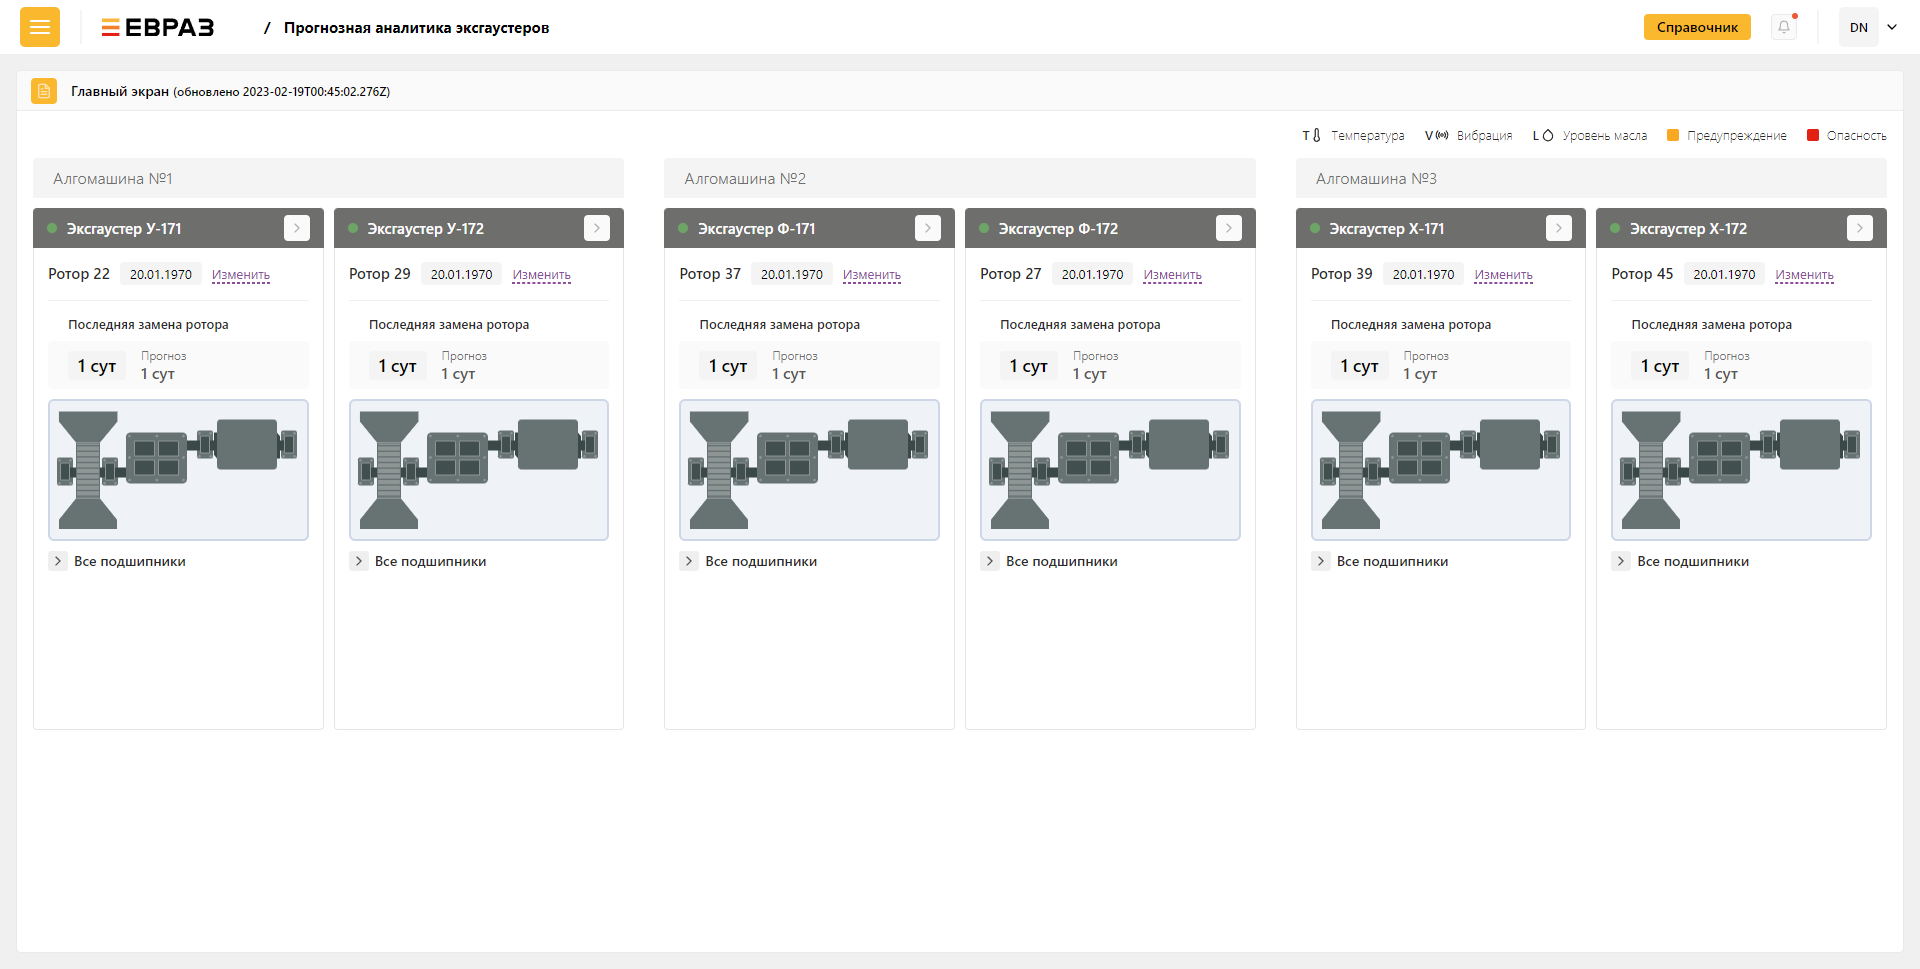 ЕВРАЗ / Прогнозная аналитика эксгаустеров Справочник DN
Главный экран (обновлено 2023-02-19T00:45:02.276Z)
T Температура V Вибрация L Уровень масла Предупреждение Опасность
Алгомашина №1 Алгомашина №2 Алгомашина №3
Эксгаустер У-171 Эксгаустер У-172 Эксгаустер Ф-171 Эксгаустер Ф-172 Эксгаустер Х-171 Эксгаустер Х-172
Ротор 22 20.01.1970 Изменить Ротор 29 20.01.1970 Изменить Ротор 37 20.01.1970 Изменить Ротор 27 20.01.1970 Изменить Ротор 39 20.01.1970 Изменить Ротор 45 20.01.1970 Изменить
Последняя замена ротора Последняя замена ротора Последняя замена ротора Последняя замена ротора Последняя замена ротора Последняя замена ротора
Прогноз Прогноз Прогноз Прогноз Прогноз Прогноз
1 сут 1 сут 1 сут 1 сут 1 сут 1 сут 1 сут 1 сут 1 сут 1 сут 1 сут 1 сут
Все подшипники Все подшипники Все подшипники Все подшипники Все подшипники Все подшипники